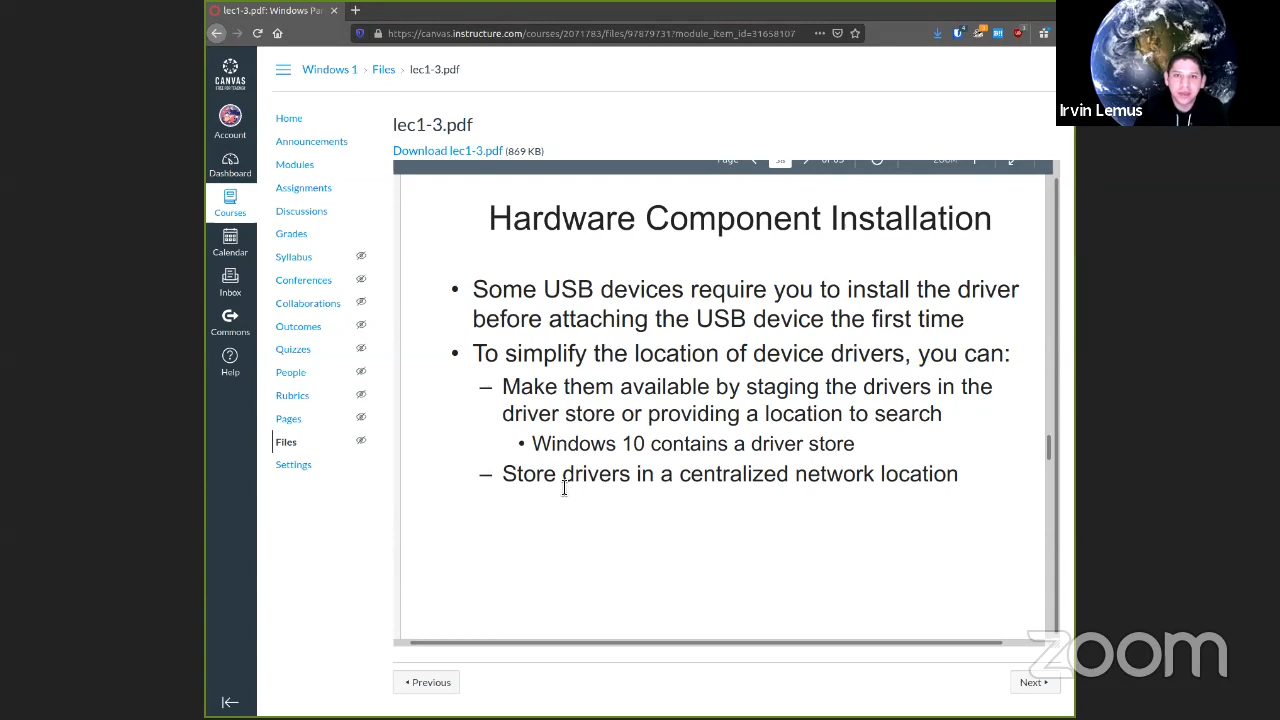 lec1-3.pdf: Windows Par
https://canvas.instructure.com/courses/2071783/files/97879731?module_item_id=31658107
Irvin Lemus
CANVAS
FREE FOR TEACHER
Account
Dashboard
Courses
Calendar
Inbox
Commons
Help
Windows 1 › Files › lec1-3.pdf
Home
Announcements
Modules
Assignments
Discussions
Grades
Syllabus
Conferences
Collaborations
Outcomes
Quizzes
People
Rubrics
Pages
Files
Settings
lec1-3.pdf
Download lec1-3.pdf (869 KB)
Hardware Component Installation
• Some USB devices require you to install the driver
before attaching the USB device the first time
• To simplify the location of device drivers, you can:
– Make them available by staging the drivers in the
driver store or providing a location to search
• Windows 10 contains a driver store
– Store drivers in a centralized network location
Previous
Next
zoom